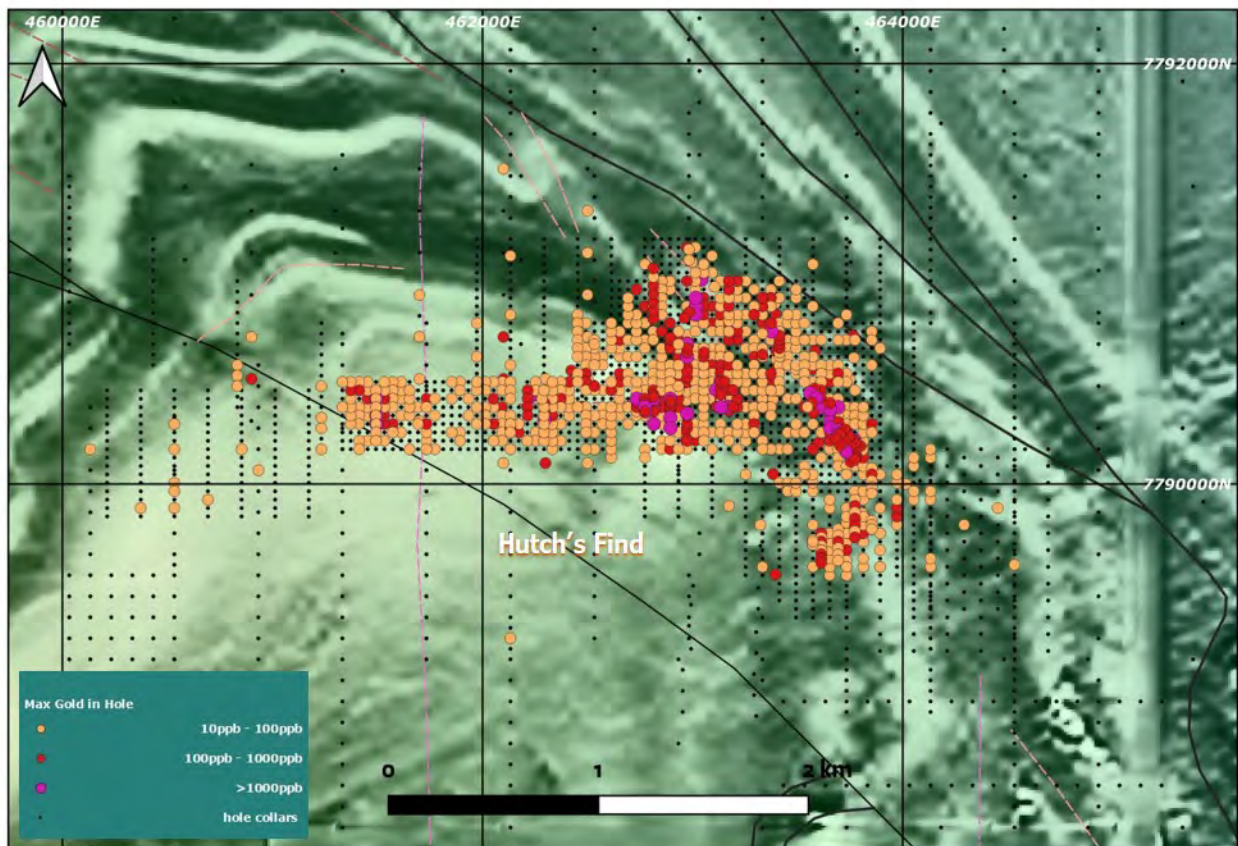 460000E
462000E
464000E
7792000N
7790000N
Hutch's Find
Max Gold in Hole
10ppb - 100ppb
100ppb - 1000ppb
>1000ppb
hole collars
0
1
2 km